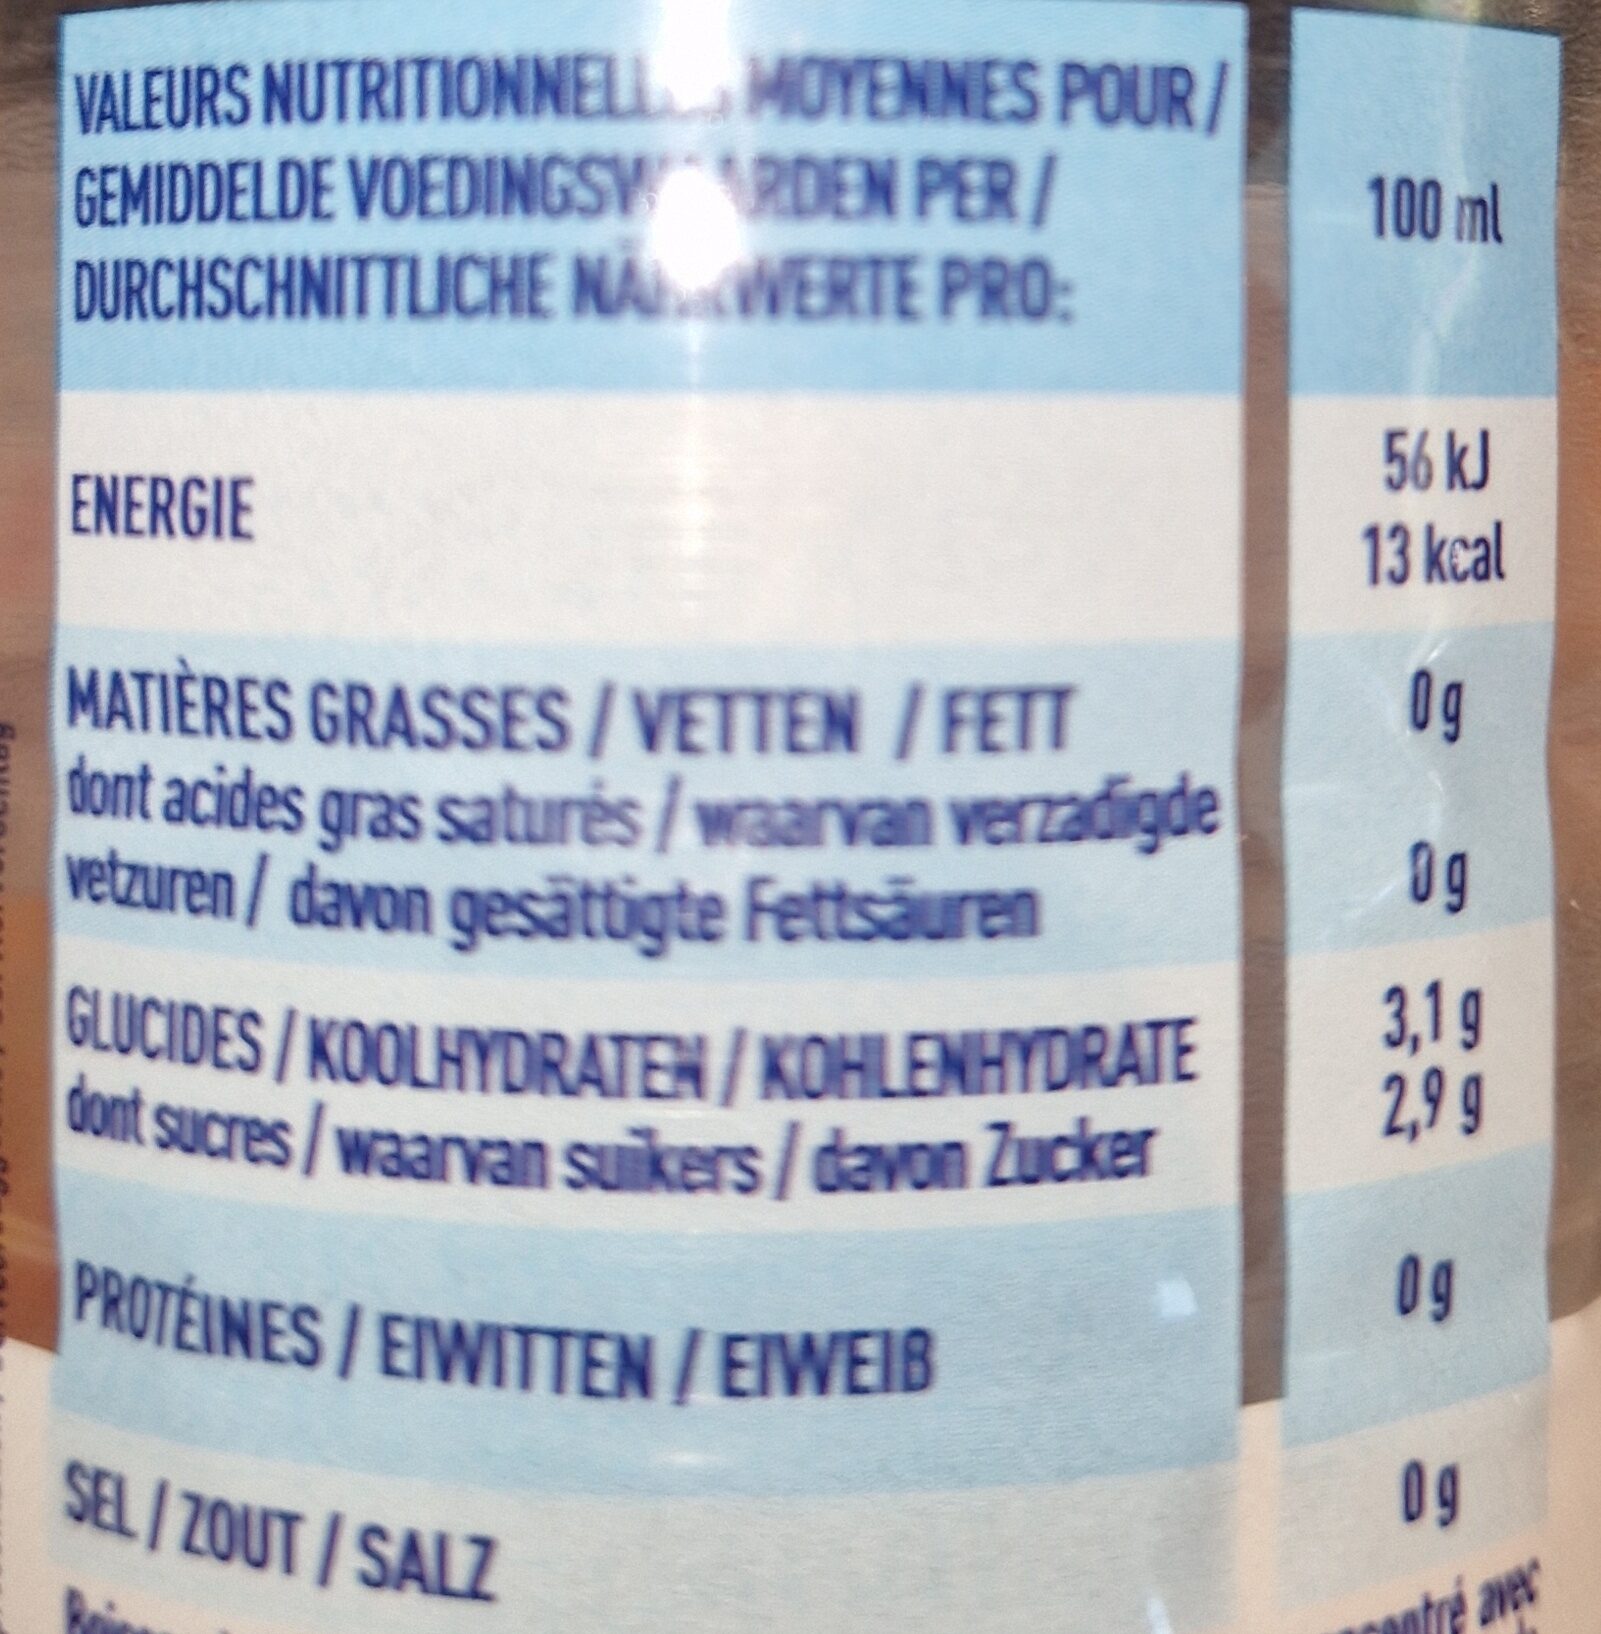 VALEURS NUTRITIONNELLES MOYENNES POUR / 100 ml
GEMIDDELDE VOEDINGSWAARDEN PER /
DURCHSCHNITTLICHE NÄHRWERTE PRO:
ENERGIE 56 kJ
13 kcal
MATIÈRES GRASSES / VETTEN / FETT 0 g
dont acides gras saturés / waarvan verzadigde
vetzuren / davon gesättigte Fettsäuren 0 g
GLUCIDES / KOOLHYDRATEN / KOHLENHYDRATE 3,1 g
dont sucres / waarvan suikers / davon Zucker 2,9 g
PROTÉINES / EIWITTEN / EIWEIß 0 g
SEL / ZOUT / SALZ 0 g
avec